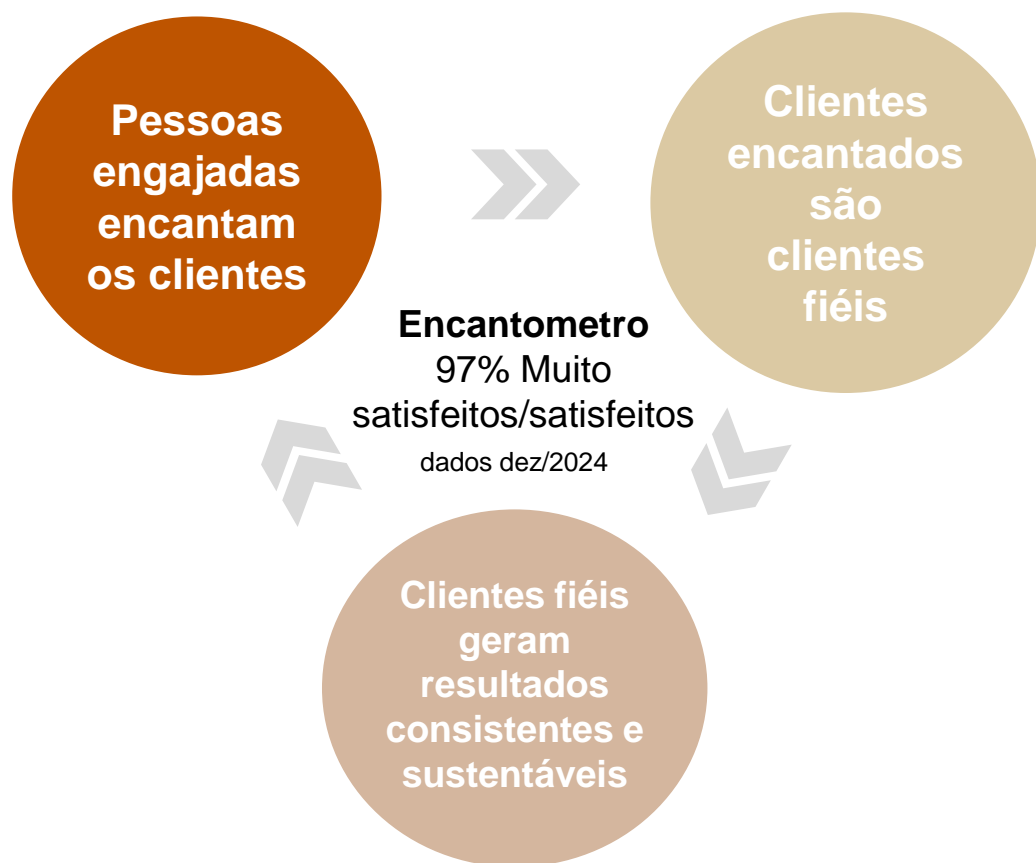 Pessoas
engajadas
encantam
os clientes
Clientes
encantados
são
clientes
fiéis
Encantometro
97% Muito
satisfeitos/satisfeitos
dados dez/2024
Clientes fiéis
geram
resultados
consistentes e
sustentáveis